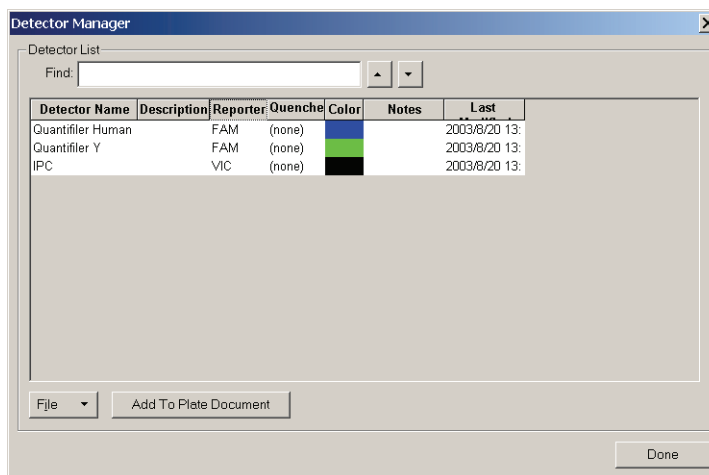 Detector Manager
Detector List
Find:
Detector Name Description Reporter Quenche Color Notes Last
Quantifiler Human FAM (none) 2003/8/20 13:
Quantifiler Y FAM (none) 2003/8/20 13:
IPC VIC (none) 2003/8/20 13:
File Add To Plate Document
Done